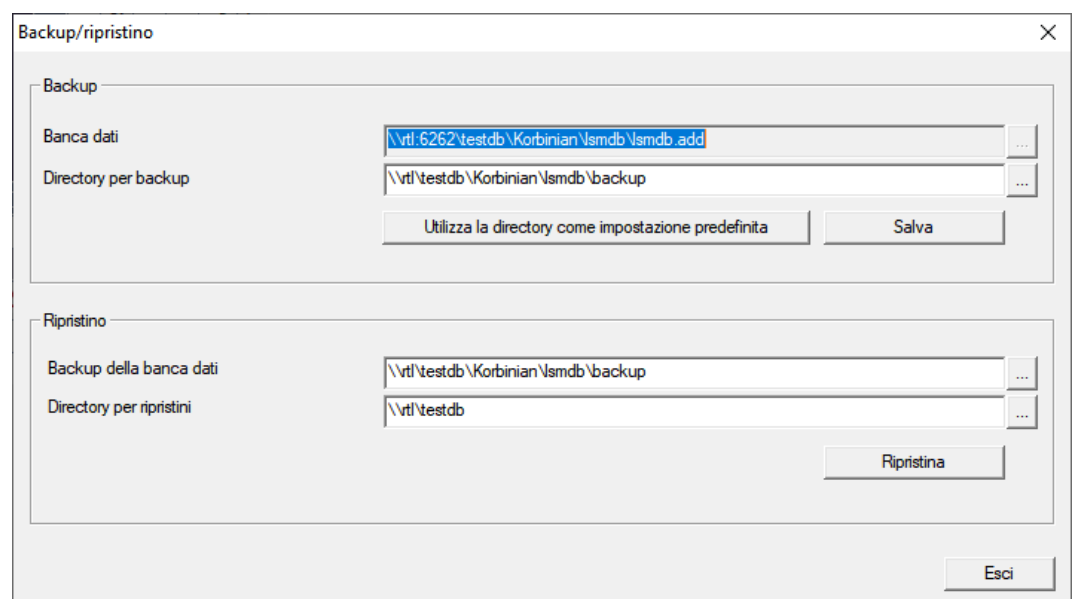 Backup/ripristino
Backup
Banca dati
\\rtl:6262\testdb\Korbinian\lsmdb\lsmdb.add
...
Directory per backup
\\rtl\testdb\Korbinian\lsmdb\backup
...
Utilizza la directory come impostazione predefinita
Salva
Ripristino
Backup della banca dati
\\rtl\testdb\Korbinian\lsmdb\backup
...
Directory per ripristini
\\rtl\testdb
...
Ripristina
Esci